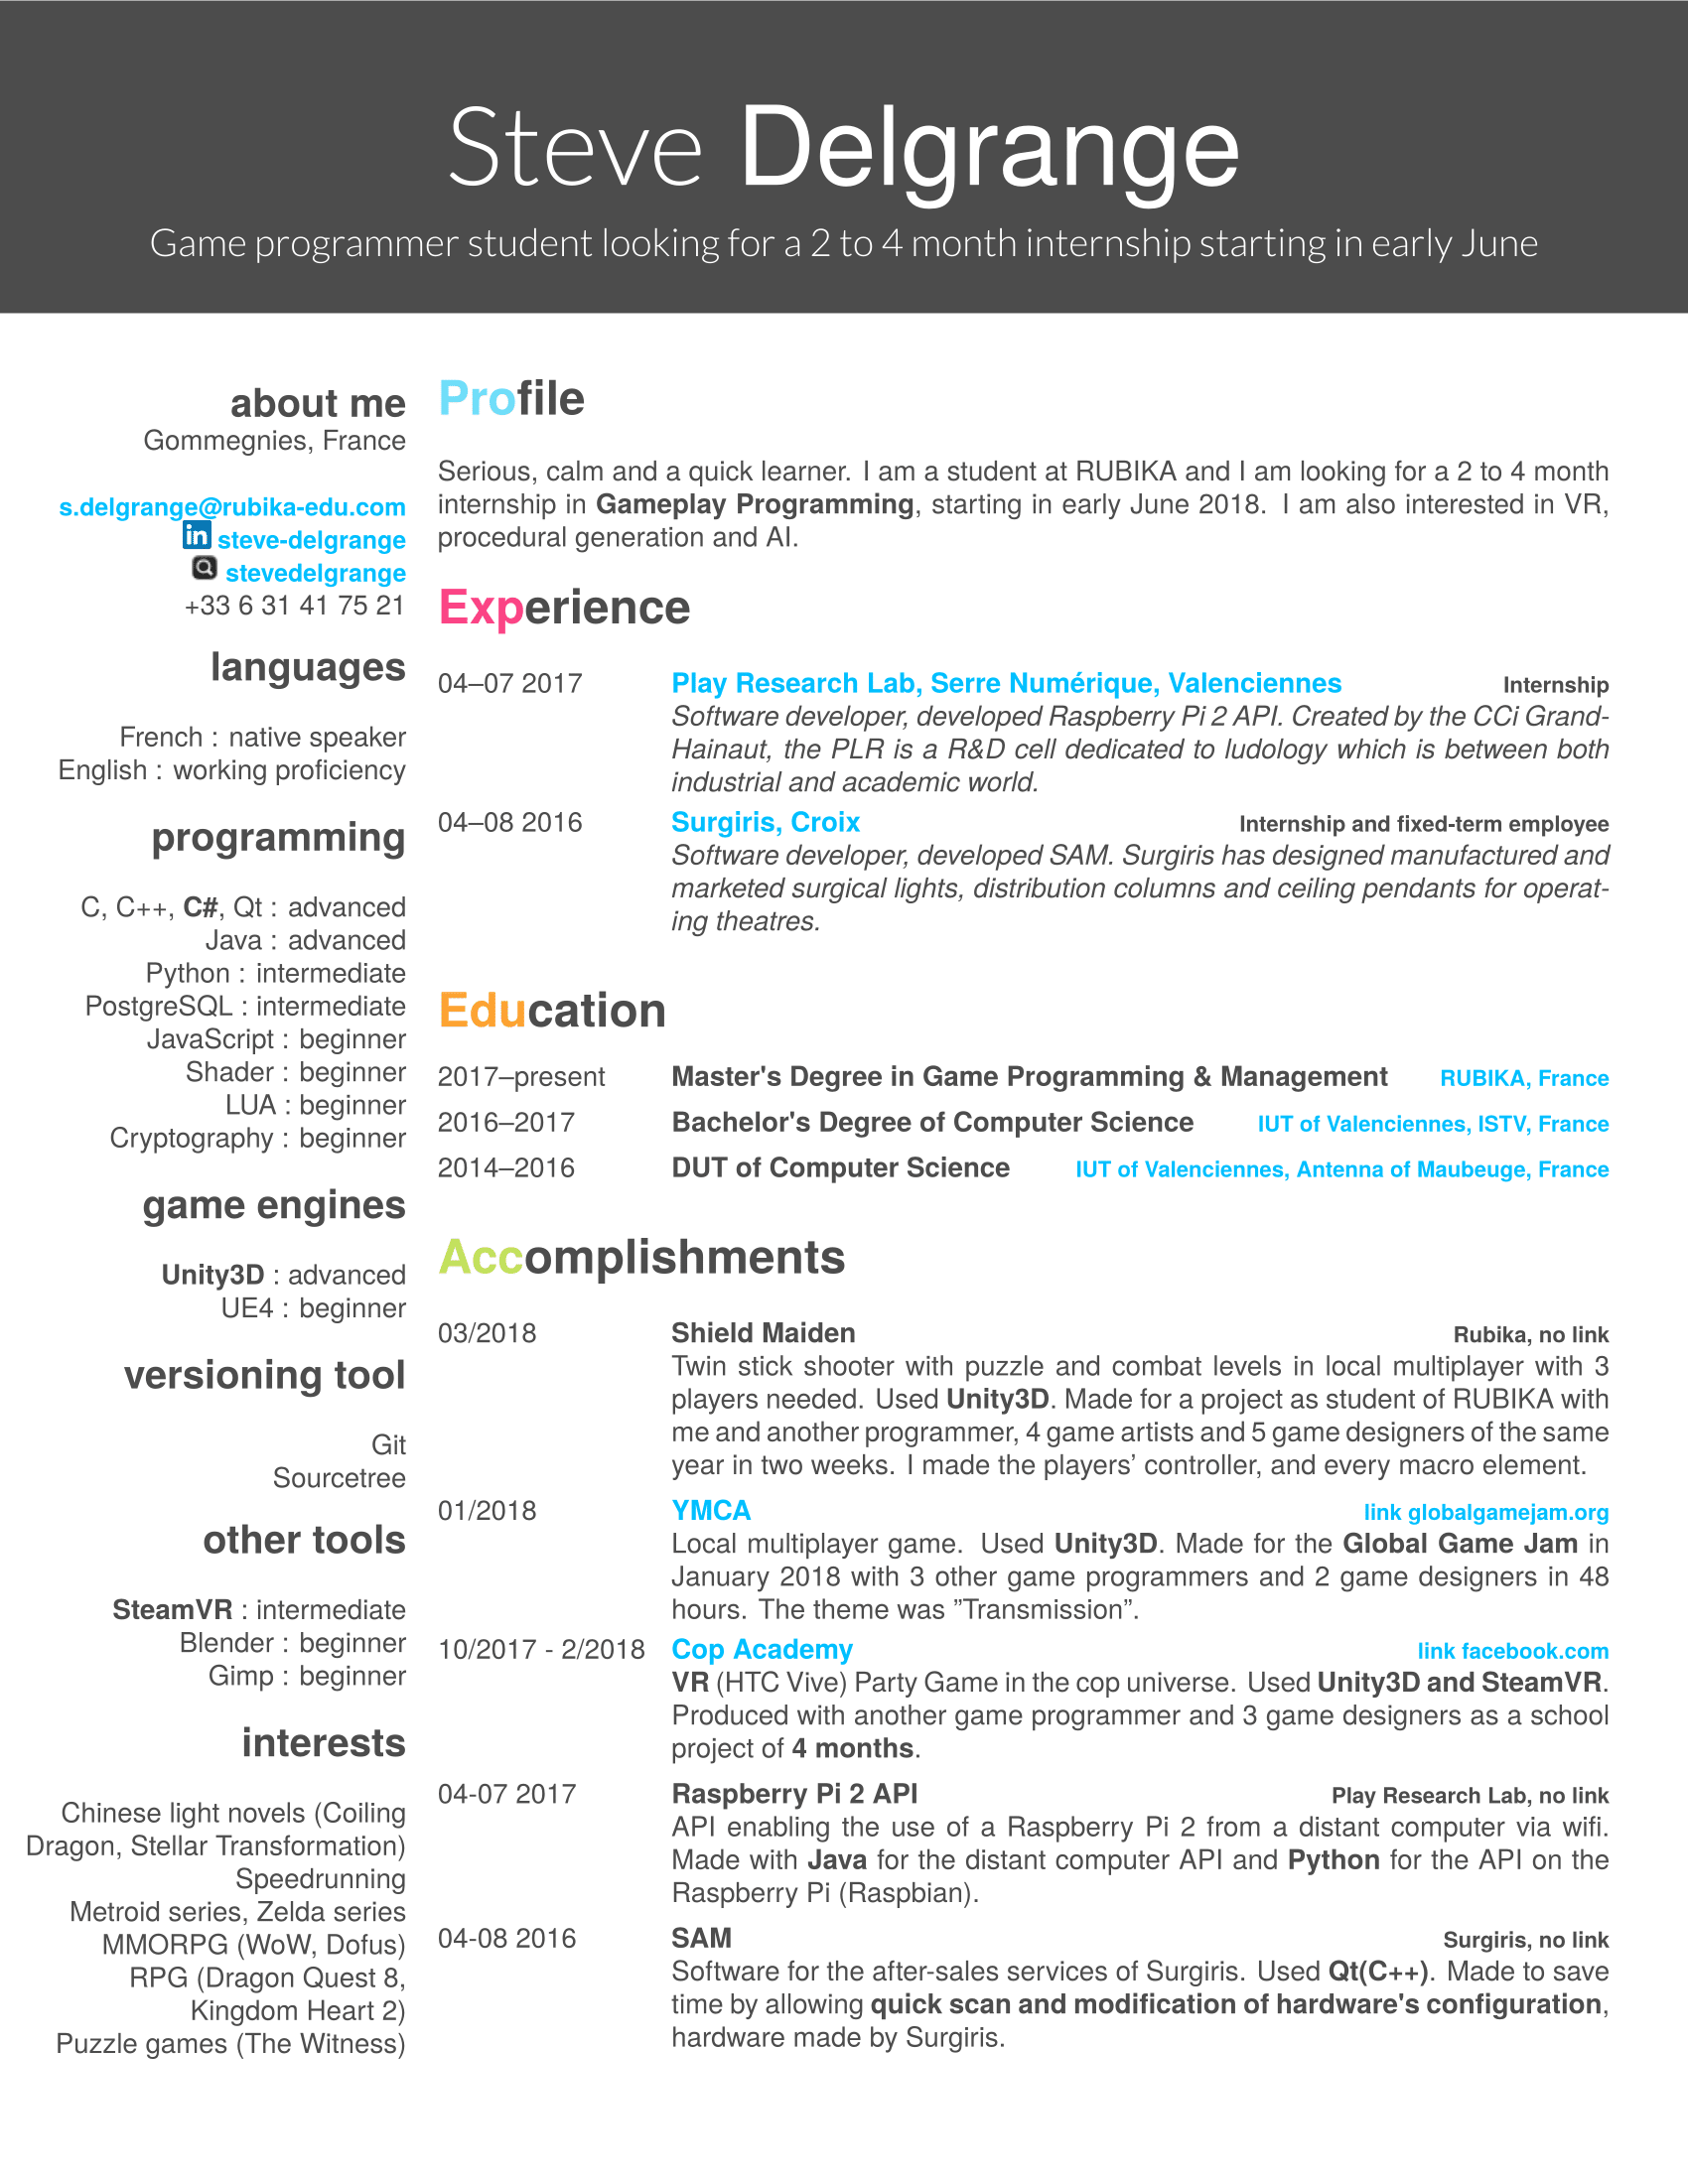 Steve Delgrange
Game programmer student looking for a 2 to 4 month internship starting in early June
about me
Gommegnies, France
s.delgrange@rubika-edu.com
in steve-delgrange
stevedelgrange
+33 6 31 41 75 21
languages
French : native speaker
English : working proficiency
programming
C, C++, C#, Qt : advanced
Java : advanced
Python : intermediate
PostgreSQL : intermediate
JavaScript : beginner
Shader : beginner
LUA : beginner
Cryptography : beginner
game engines
Unity3D : advanced
UE4 : beginner
versioning tool
Git
Sourcetree
other tools
SteamVR : intermediate
Blender : beginner
Gimp : beginner
interests
Chinese light novels (Coiling
Dragon, Stellar Transformation)
Speedrunning
Metroid series, Zelda series
MMORPG (WoW, Dofus)
RPG (Dragon Quest 8,
Kingdom Heart 2)
Puzzle games (The Witness)
Profile
Serious, calm and a quick learner. I am a student at RUBIKA and I am looking for a 2 to 4 month
internship in Gameplay Programming, starting in early June 2018. I am also interested in VR,
procedural generation and AI.
Experience
04–07 2017 Play Research Lab, Serre Numérique, Valenciennes Internship
Software developer, developed Raspberry Pi 2 API. Created by the CCi Grand-
Hainaut, the PLR is a R&D cell dedicated to ludology which is between both
industrial and academic world.
04–08 2016 Surgiris, Croix Internship and fixed-term employee
Software developer, developed SAM. Surgiris has designed manufactured and
marketed surgical lights, distribution columns and ceiling pendants for operat-
ing theatres.
Education
2017–present Master's Degree in Game Programming & Management RUBIKA, France
2016–2017 Bachelor's Degree of Computer Science IUT of Valenciennes, ISTV, France
2014–2016 DUT of Computer Science IUT of Valenciennes, Antenna of Maubeuge, France
Accomplishments
03/2018 Shield Maiden Rubika, no link
Twin stick shooter with puzzle and combat levels in local multiplayer with 3
players needed. Used Unity3D. Made for a project as student of RUBIKA with
me and another programmer, 4 game artists and 5 game designers of the same
year in two weeks. I made the players’ controller, and every macro element.
01/2018 YMCA link globalgamejam.org
Local multiplayer game. Used Unity3D. Made for the Global Game Jam in
January 2018 with 3 other game programmers and 2 game designers in 48
hours. The theme was ”Transmission”.
10/2017 - 2/2018 Cop Academy link facebook.com
VR (HTC Vive) Party Game in the cop universe. Used Unity3D and SteamVR.
Produced with another game programmer and 3 game designers as a school
project of 4 months.
04-07 2017 Raspberry Pi 2 API Play Research Lab, no link
API enabling the use of a Raspberry Pi 2 from a distant computer via wifi.
Made with Java for the distant computer API and Python for the API on the
Raspberry Pi (Raspbian).
04-08 2016 SAM Surgiris, no link
Software for the after-sales services of Surgiris. Used Qt(C++). Made to save
time by allowing quick scan and modification of hardware's configuration,
hardware made by Surgiris.